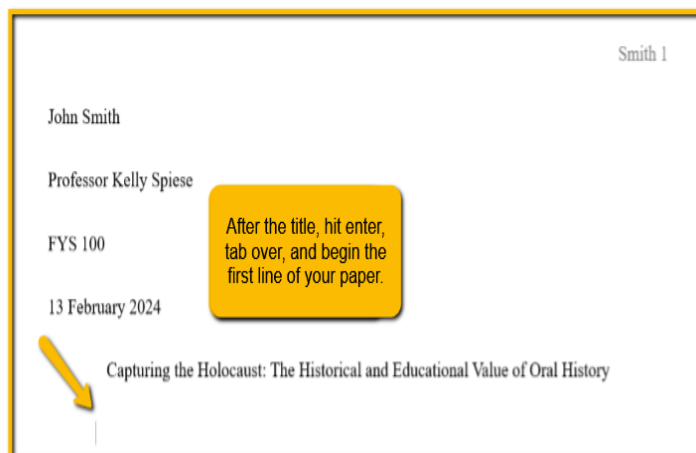 Smith 1
John Smith
Professor Kelly Spiese
After the title, hit enter,
tab over, and begin the
first line of your paper.
FYS 100
13 February 2024
Capturing the Holocaust: The Historical and Educational Value of Oral History